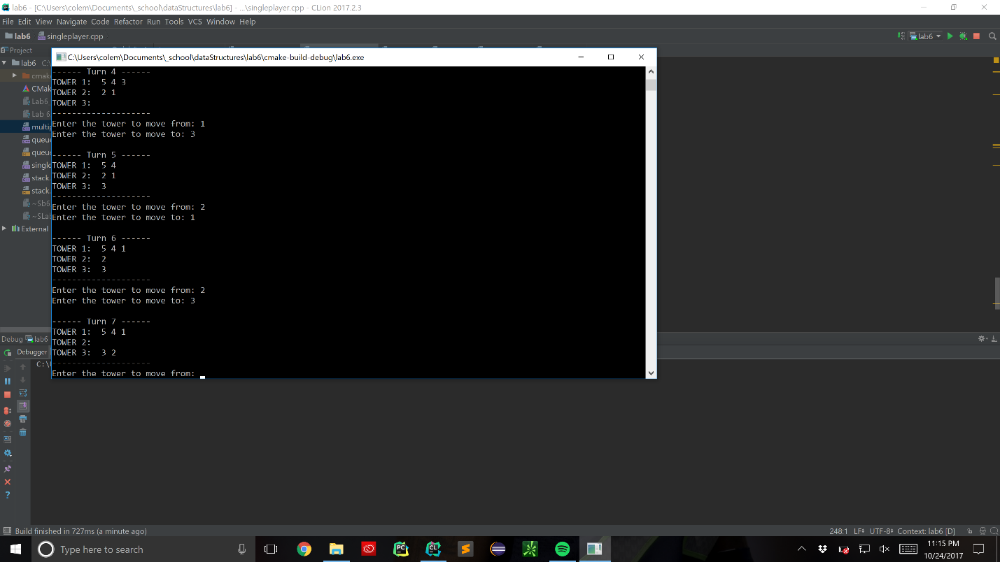 lab6 - [C:\Users\colem\Documents\_school\dataStructures\lab6] - ...\singleplayer.cpp - CLion 2017.2.3
File Edit View Navigate Code Refactor Run Tools VCS Window Help
lab6 singleplayer.cpp
lab6
Project
C:\Users\colem\Documents\_school\dataStructures\lab6\cmake-build-debug\lab6.exe
lab6
cmake
CMak
Lab6
Lab 6
multip
queue
queue
single
stack.
stack.
~Sb6
~SLab
External
------ Turn 4 ------
TOWER 1:  5 4 3
TOWER 2:  2 1
TOWER 3:
--------------------
Enter the tower to move from: 1
Enter the tower to move to: 3
------ Turn 5 ------
TOWER 1:  5 4
TOWER 2:  2 1
TOWER 3:  3
--------------------
Enter the tower to move from: 2
Enter the tower to move to: 1
------ Turn 6 ------
TOWER 1:  5 4 1
TOWER 2:  2
TOWER 3:  3
--------------------
Enter the tower to move from: 2
Enter the tower to move to: 3
------ Turn 7 ------
TOWER 1:  5 4 1
TOWER 2:
TOWER 3:  3 2
--------------------
Enter the tower to move from:
Debug lab6
Debugger
C:\
Build finished in 727ms (a minute ago)
248:1 LF UTF-8 Context: lab6 [D]
Type here to search
PC
CL
11:15 PM
10/24/2017